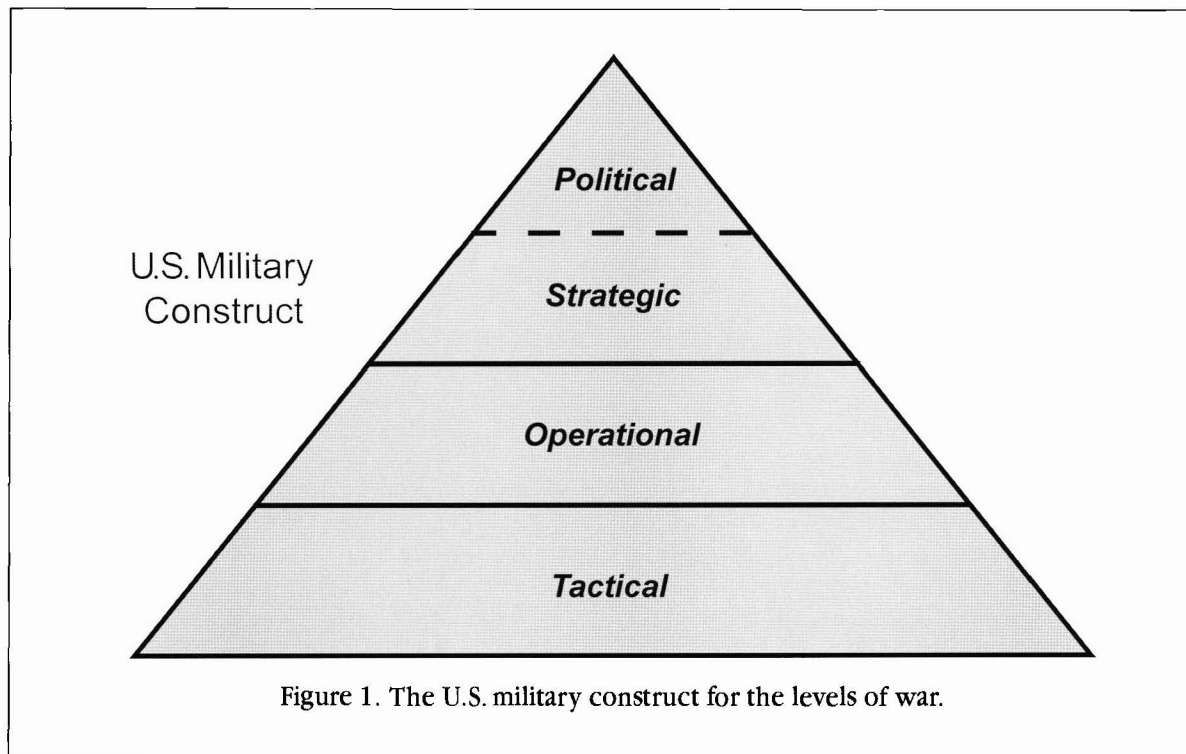 Political
U.S. Military
Construct
Strategic
Operational
Tactical
Figure 1. The U.S. military construct for the levels of war.